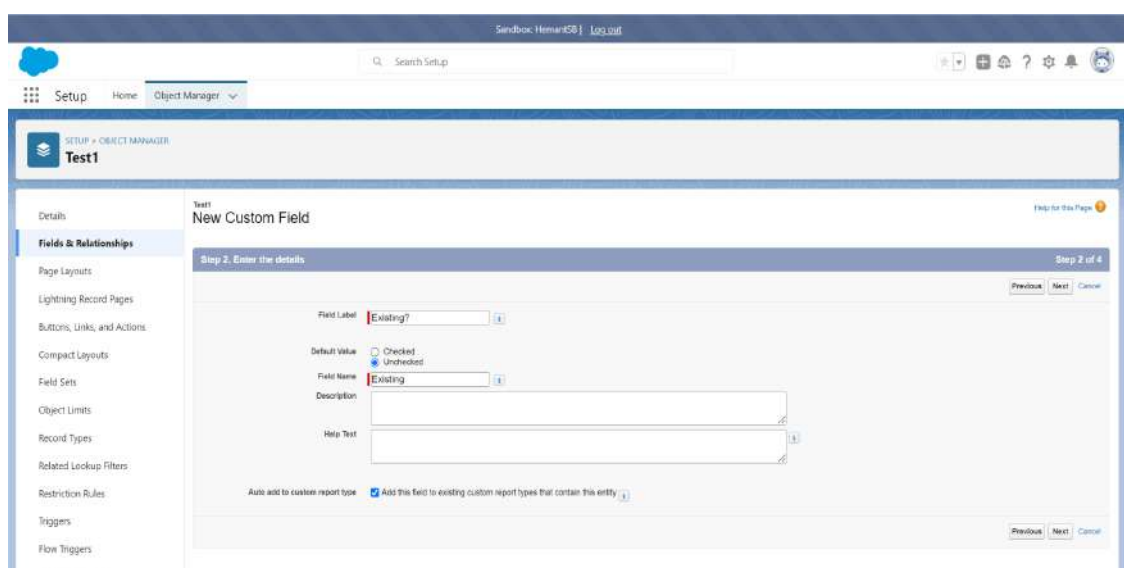 Sandbox: HemantSB | Log out
Search Setup
Setup Home Object Manager
SETUP > OBJECT MANAGER
Test1
Details
Fields & Relationships
Page Layouts
Lightning Record Pages
Buttons, Links, and Actions
Compact Layouts
Field Sets
Object Limits
Record Types
Related Lookup Filters
Restriction Rules
Triggers
Flow Triggers
Test1
New Custom Field
Help for this Page
Step 2. Enter the details Step 2 of 4
Previous Next Cancel
Field Label Existing?
Default Value Checked
Unchecked
Field Name Existing
Description
Help Text
Auto add to custom report type Add this field to existing custom report types that contain this entity
Previous Next Cancel